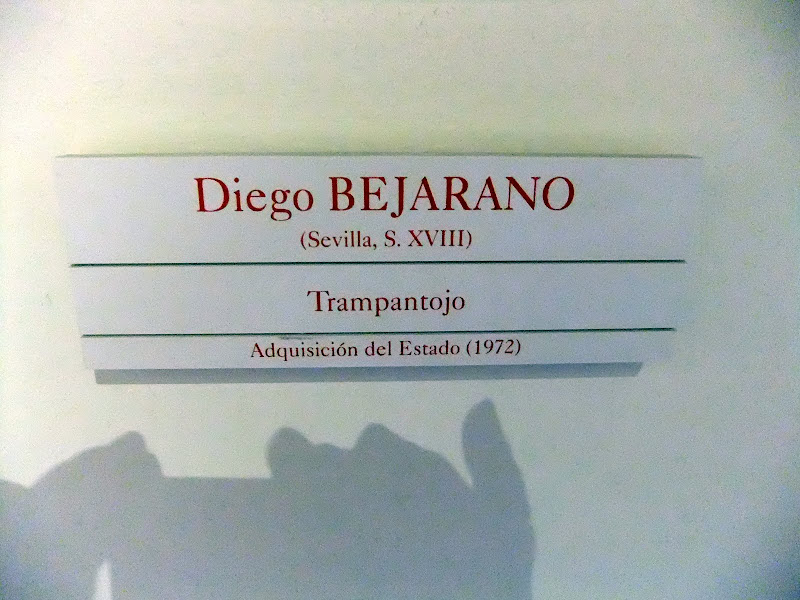 Diego BEJARANO
(Sevilla, S. XVIII)
Trampantojo
Adquisición del Estado (1972)